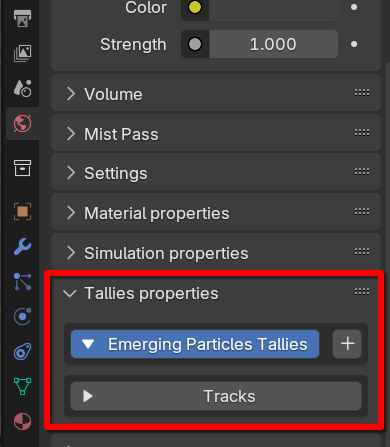 Color
Strength 1.000
Volume
Mist Pass
Settings
Material properties
Simulation properties
Tallies properties
Emerging Particles Tallies
Tracks